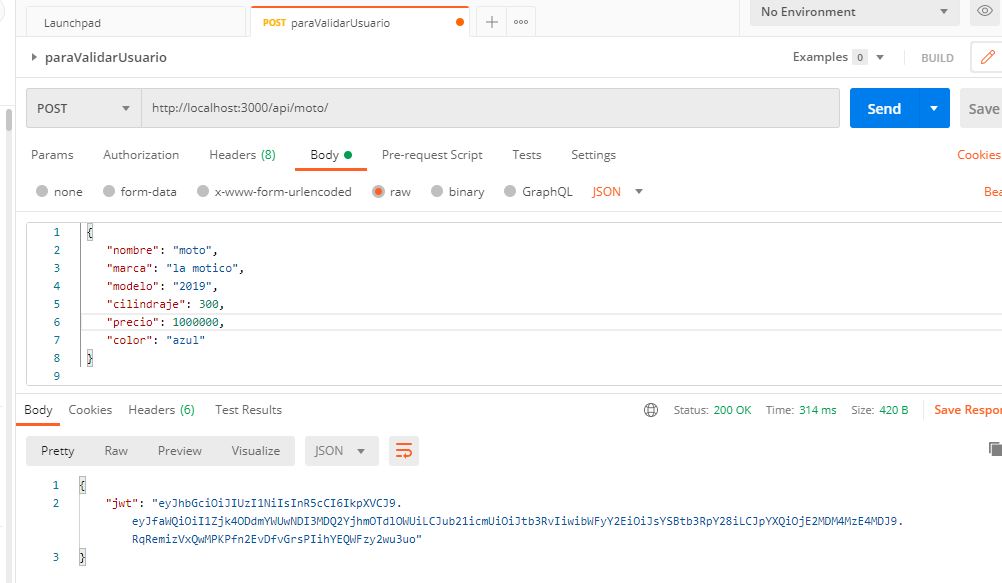 Launchpad
POST paraValidarUsuario
No Environment
paraValidarUsuario
Examples 0
BUILD
POST
http://localhost:3000/api/moto/
Send
Save
Params Authorization Headers (8) Body Pre-request Script Tests Settings Cookies
none form-data x-www-form-urlencoded raw binary GraphQL JSON Bea
1 {
2 "nombre": "moto",
3 "marca": "la motico",
4 "modelo": "2019",
5 "cilindraje": 300,
6 "precio": 1000000,
7 "color": "azul"
8 }
9
Body Cookies Headers (6) Test Results Status: 200 OK Time: 314 ms Size: 420 B Save Respon
Pretty Raw Preview Visualize JSON
1 {
2 "jwt": "eyJhbGciOiJIUzI1NiIsInR5cCI6IkpXVCJ9.
eyJfaWQiOiI1Zjk4ODdmYWUwNDI3MDQ2YjhmOTd1OWUiLCJub21icmUiOiJtb3RvIiwibWFyY2EiOiJsYSBtb3RpY28iLCJpYXQiOjE2MDM4MzE4MDJ9.
RqRemizVxQwMPKPfn2EvDfvGrsPIihYEQWFzy2wu3uo"
3 }